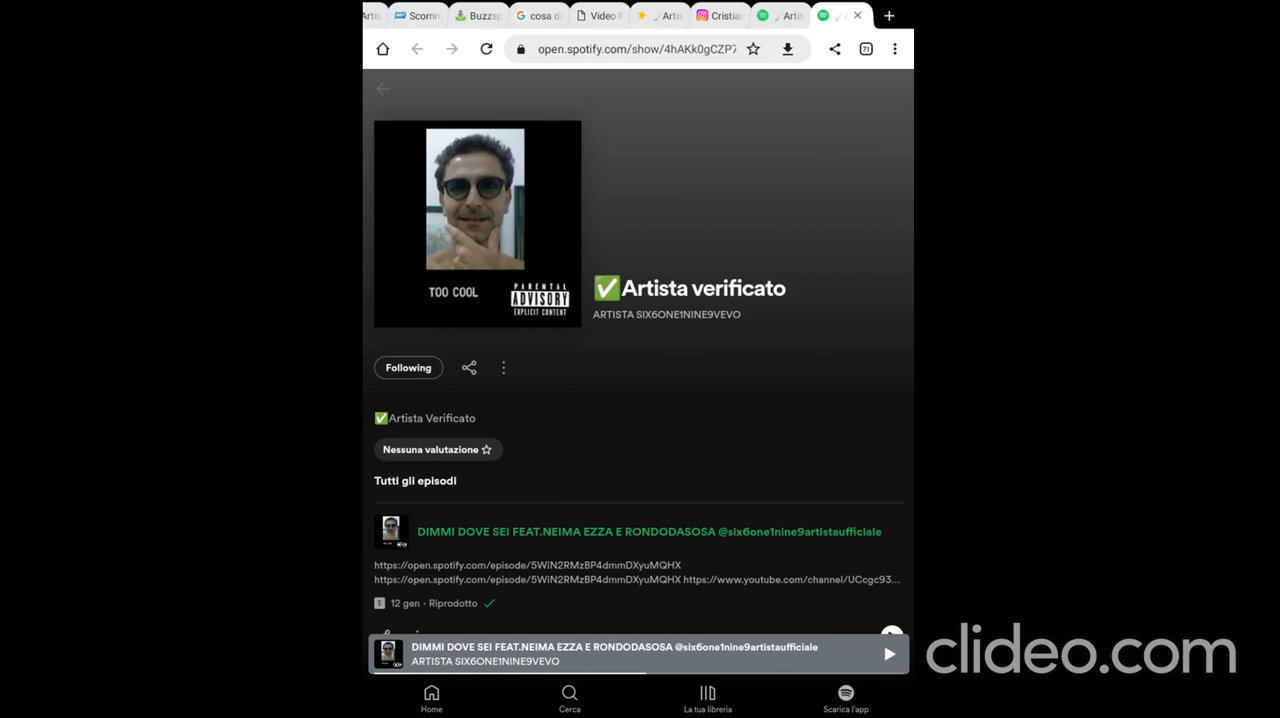 Artis
Scomm
Buzzsp
cosa di
Video R
Artis
Cristian
Artis
open.spotify.com/show/4hAKk0gCZP7
71
TOO COOL
PARENTAL
ADVISORY
EXPLICIT CONTENT
✅Artista verificato
ARTISTA SIX6ONE1NINE9VEVO
Following
✅Artista Verificato
Nessuna valutazione
Tutti gli episodi
DIMMI DOVE SEI FEAT.NEIMA EZZA E RONDODASOSA @six6one1nine9artistaufficiale
https://open.spotify.com/episode/5WiN2RMzBP4dmmDXyuMQHX
https://open.spotify.com/episode/5WiN2RMzBP4dmmDXyuMQHX https://www.youtube.com/channel/UCcgc93...
E 12 gen · Riprodotto
DIMMI DOVE SEI FEAT.NEIMA EZZA E RONDODASOSA @six6one1nine9artistaufficiale
ARTISTA SIX6ONE1NINE9VEVO
clideo.com
Home
Cerca
La tua libreria
Scarica l'app